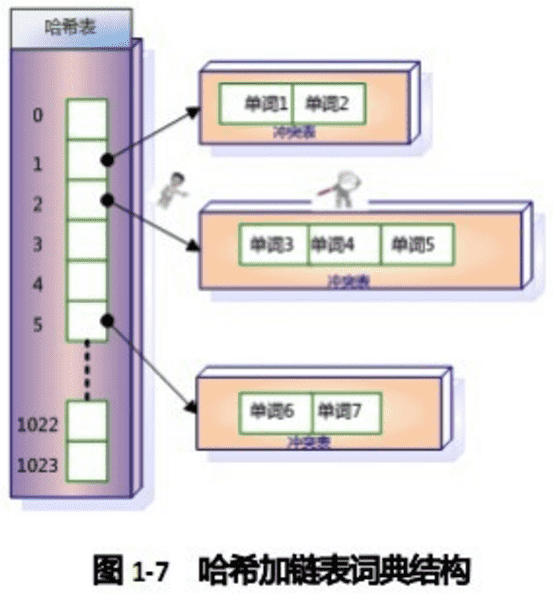 哈希表
0
1
2
3
4
5
1022
1023
单词1 单词2
冲突表
单词3 单词4 单词5
冲突表
单词6 单词7
冲突表
图 1-7 哈希加链表词典结构